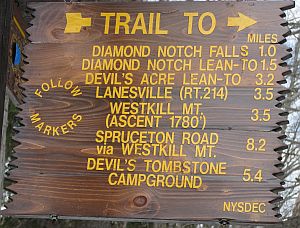 TRAIL TO
MILES
DIAMOND NOTCH FALLS 1.0
DIAMOND NOTCH LEAN-TO 1.5
DEVIL'S ACRE LEAN-TO 3.2
LANESVILLE (RT.214) 3.5
WESTKILL MT. 3.5
(ASCENT 1780')
SPRUCETON ROAD 8.2
via WESTKILL MT.
DEVIL'S TOMBSTONE 5.4
CAMPGROUND
FOLLOW
MARKERS
NYSDEC